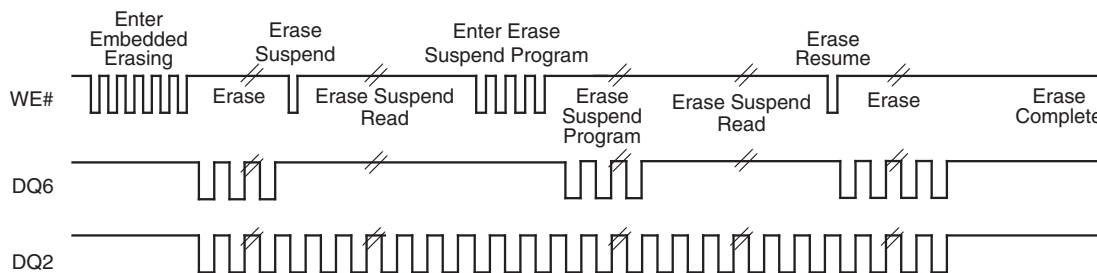 Enter
Embedded
Erasing
Erase
Suspend
Enter Erase
Suspend Program
Erase
Resume
WE#
Erase
Erase Suspend
Read
Erase
Suspend
Program
Erase Suspend
Read
Erase
Erase
Complete
DQ6
DQ2